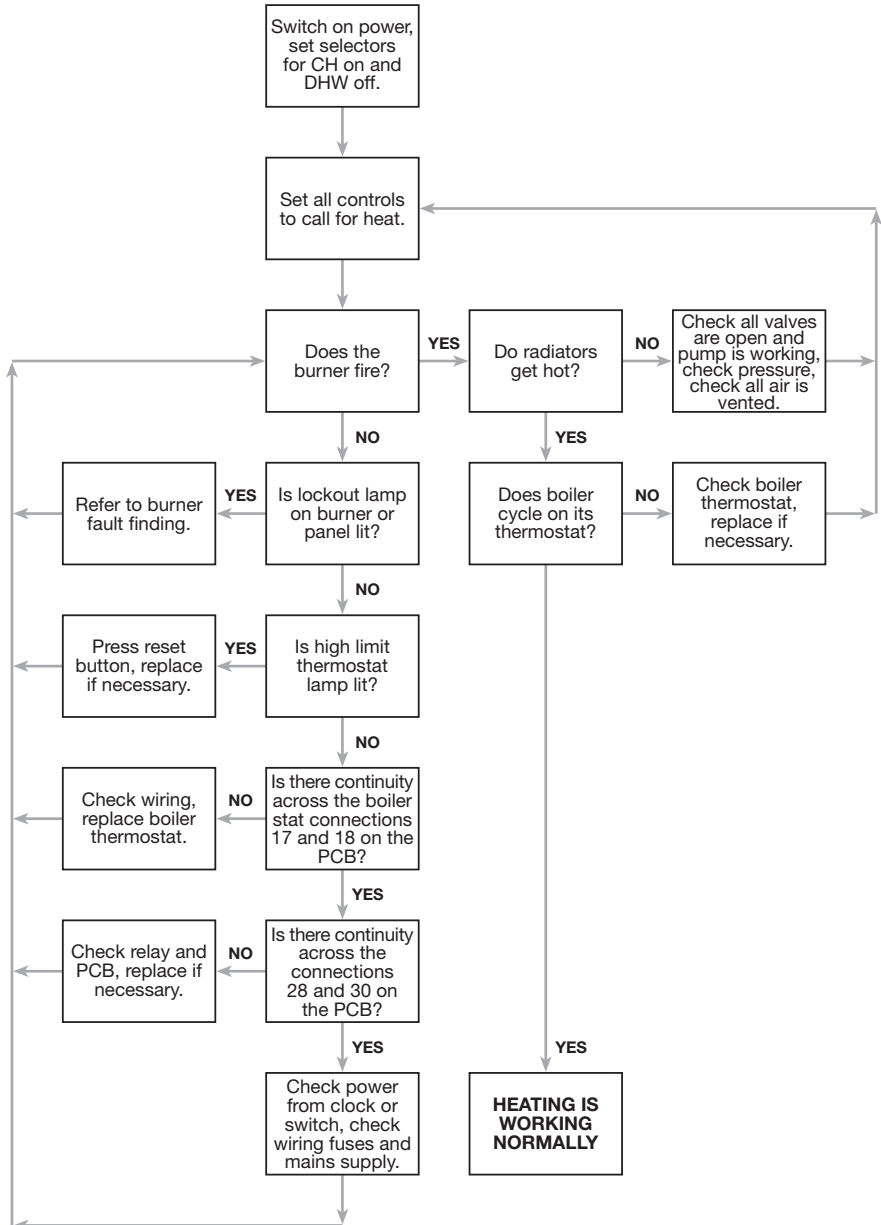 Switch on power,
set selectors
for CH on and
DHW off.
Set all controls
to call for heat.
Does the
burner fire?
YES
Do radiators
get hot?
NO
Check all valves
are open and
pump is working,
check pressure,
check all air is
vented.
NO
YES
Refer to burner
fault finding.
YES
Is lockout lamp
on burner or
panel lit?
Does boiler
cycle on its
thermostat?
NO
Check boiler
thermostat,
replace if
necessary.
NO
Press reset
button, replace
if necessary.
YES
Is high limit
thermostat
lamp lit?
NO
Check wiring,
replace boiler
thermostat.
NO
Is there continuity
across the boiler
stat connections
17 and 18 on the
PCB?
YES
Check relay and
PCB, replace if
necessary.
NO
Is there continuity
across the
connections
28 and 30 on
the PCB?
YES
YES
Check power
from clock or
switch, check
wiring fuses and
mains supply.
HEATING IS
WORKING
NORMALLY